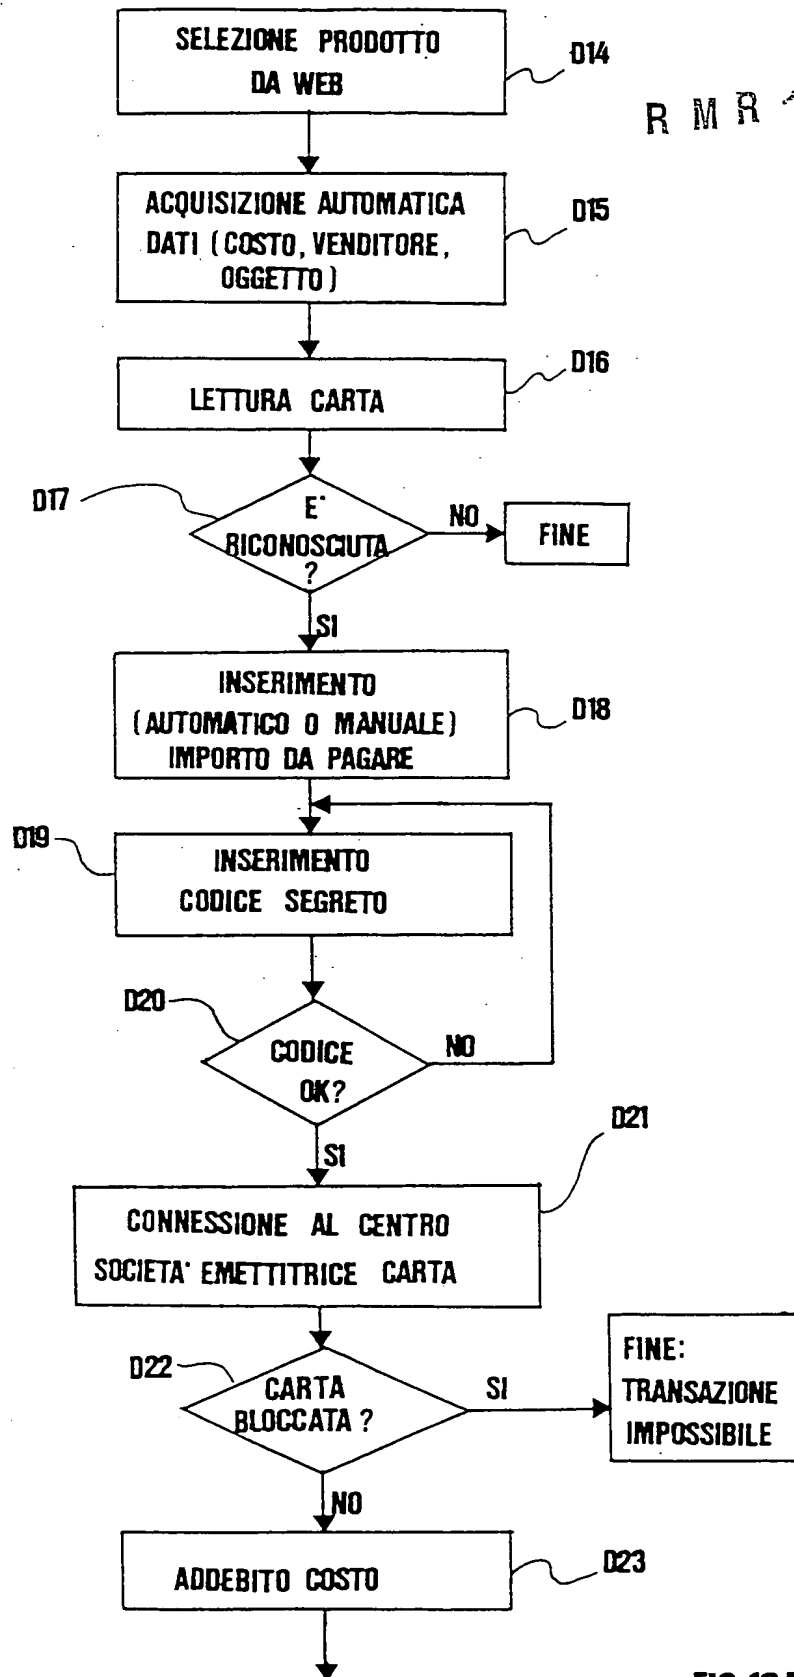 SELEZIONE PRODOTTO
DA WEB
D14
R M R
ACQUISIZIONE AUTOMATICA
DATI (COSTO, VENDITORE,
OGGETTO)
D15
LETTURA CARTA
D16
D17
E'
RICONOSCIUTA
?
NO
FINE
SI
INSERIMENTO
(AUTOMATICO O MANUALE)
IMPORTO DA PAGARE
D18
D19
INSERIMENTO
CODICE SEGRETO
D20
CODICE
OK?
NO
SI
D21
CONNESSIONE AL CENTRO
SOCIETA' EMETTITRICE CARTA
D22
CARTA
BLOCCATA ?
SI
FINE:
TRANSAZIONE
IMPOSSIBILE
NO
ADDEBITO COSTO
D23